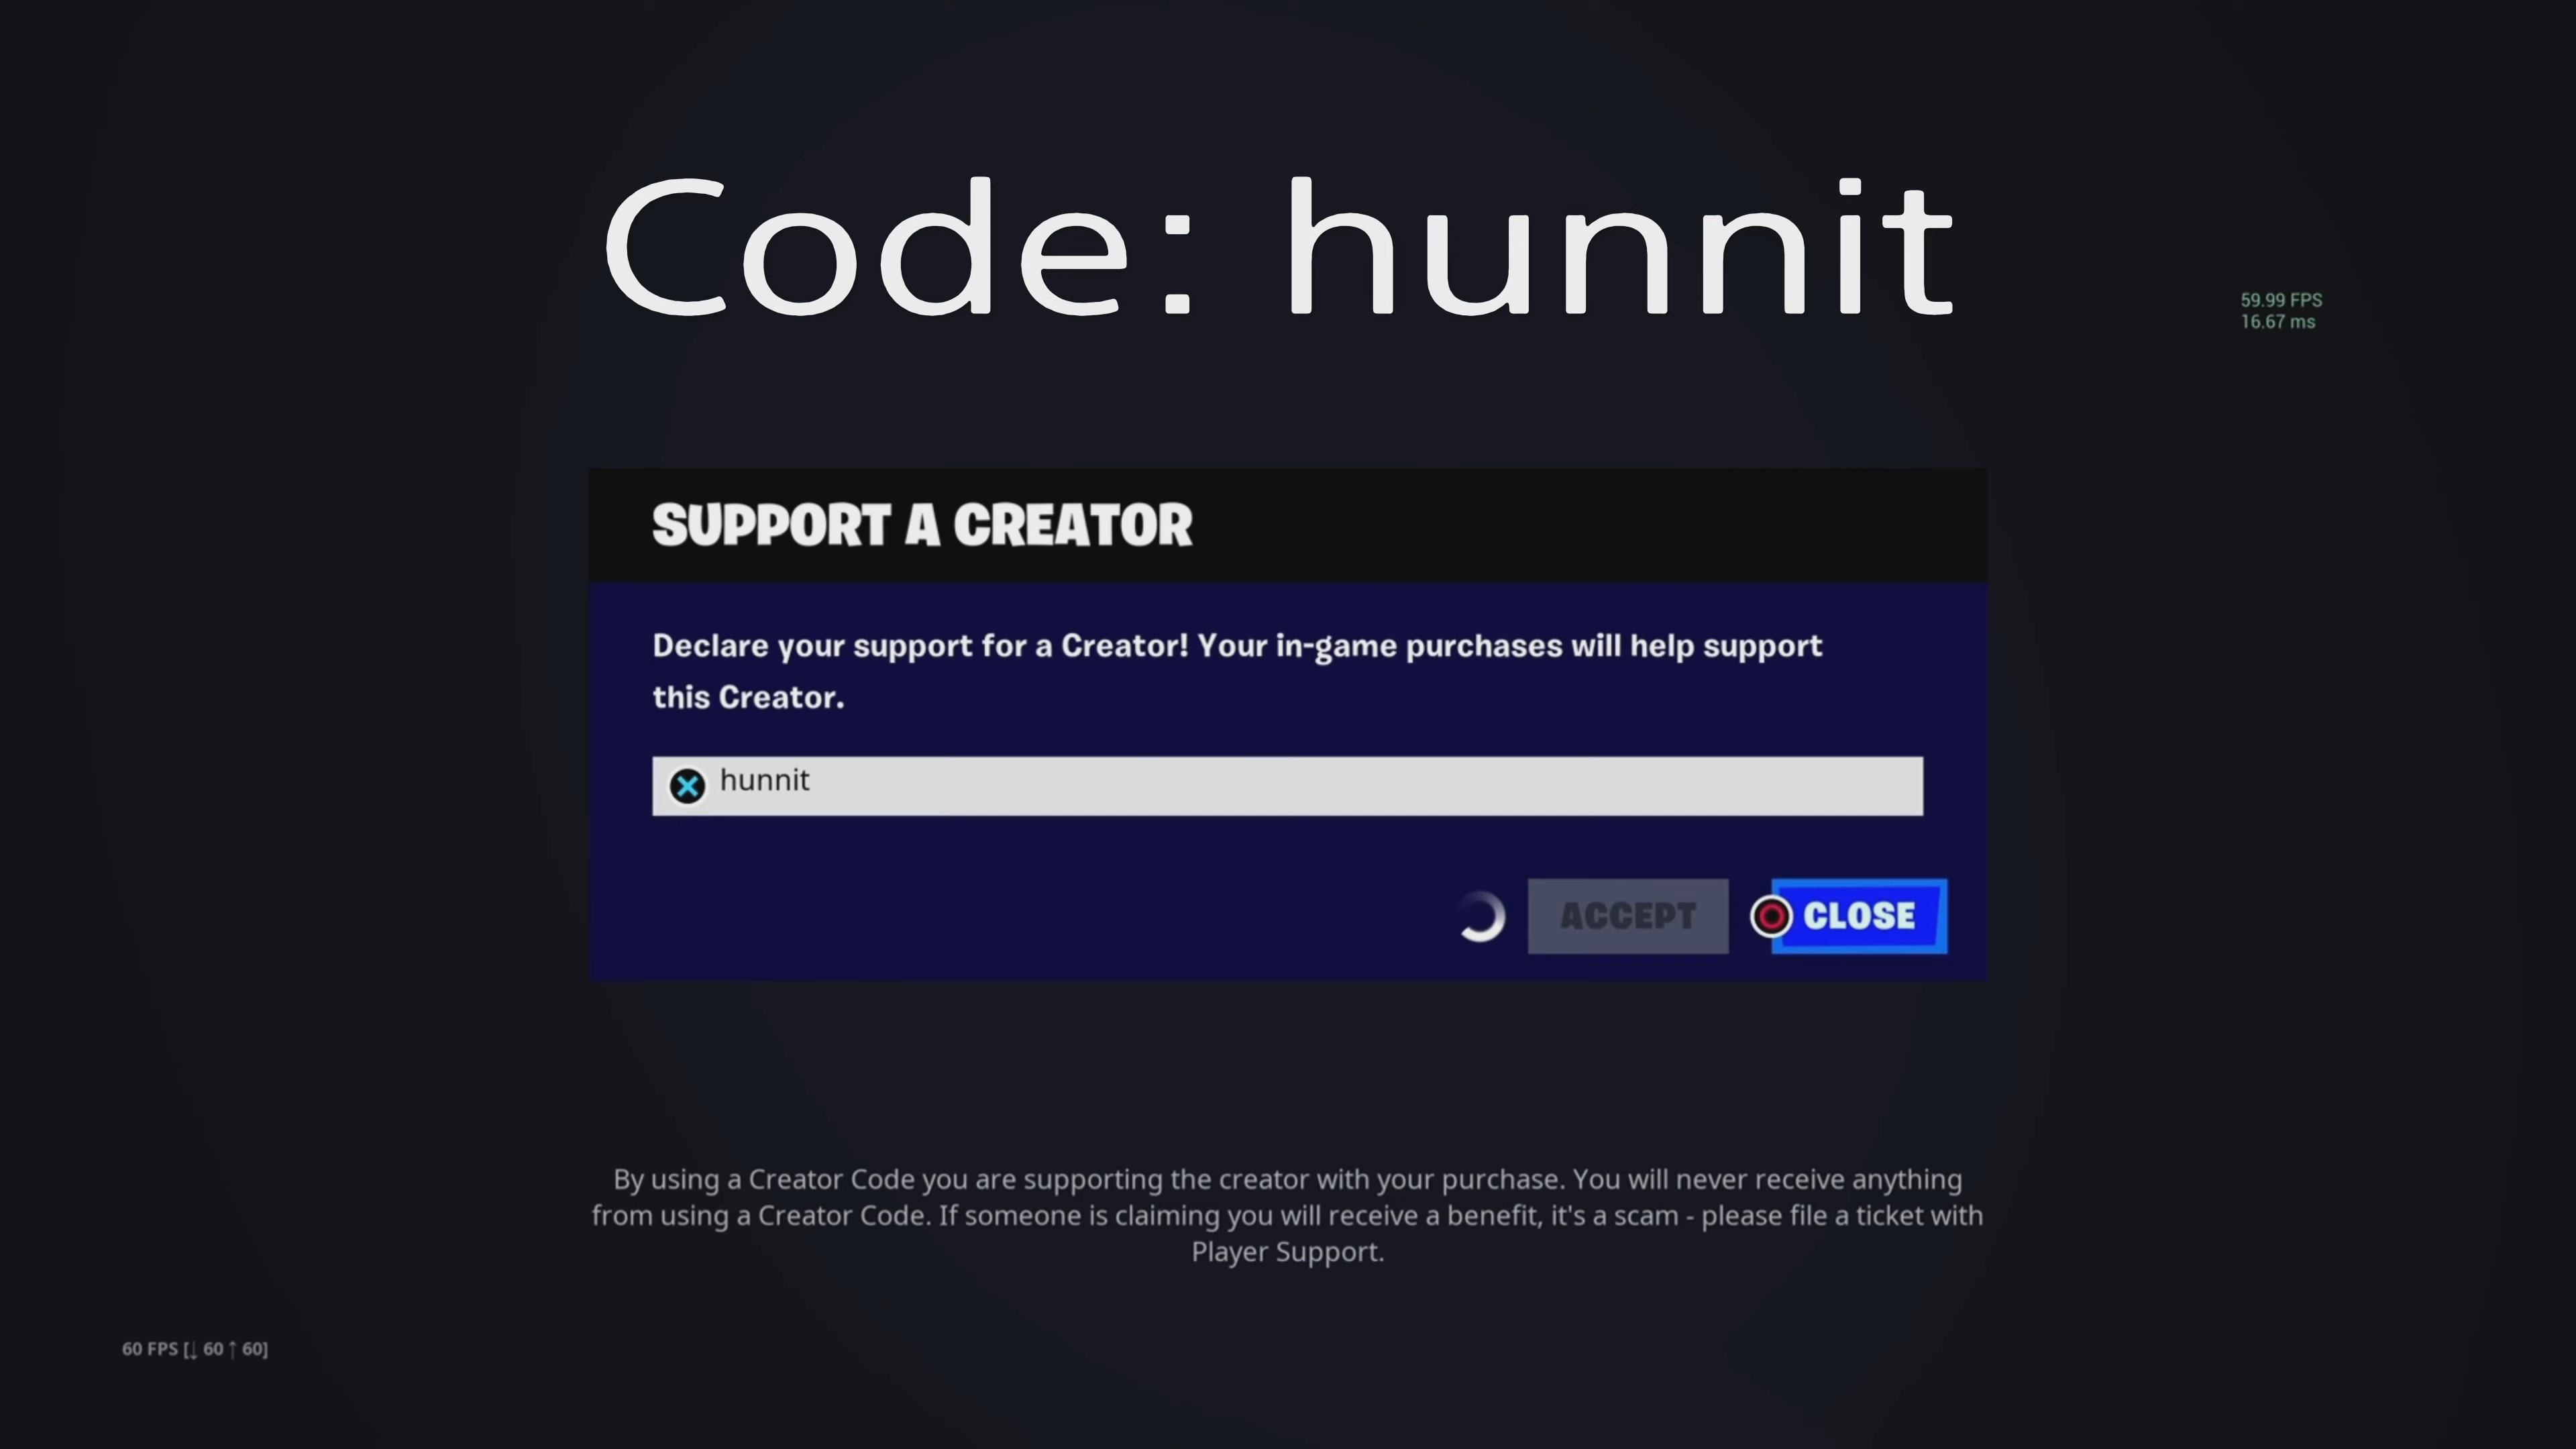 Code: hunnit
59.99 FPS
16.67 ms
SUPPORT A CREATOR
Declare your support for a Creator! Your in-game purchases will help support
this Creator.
hunnit
ACCEPT
CLOSE
By using a Creator Code you are supporting the creator with your purchase. You will never receive anything
from using a Creator Code. If someone is claiming you will receive a benefit, it's a scam - please file a ticket with
Player Support.
60 FPS [↓ 60 ↑ 60]